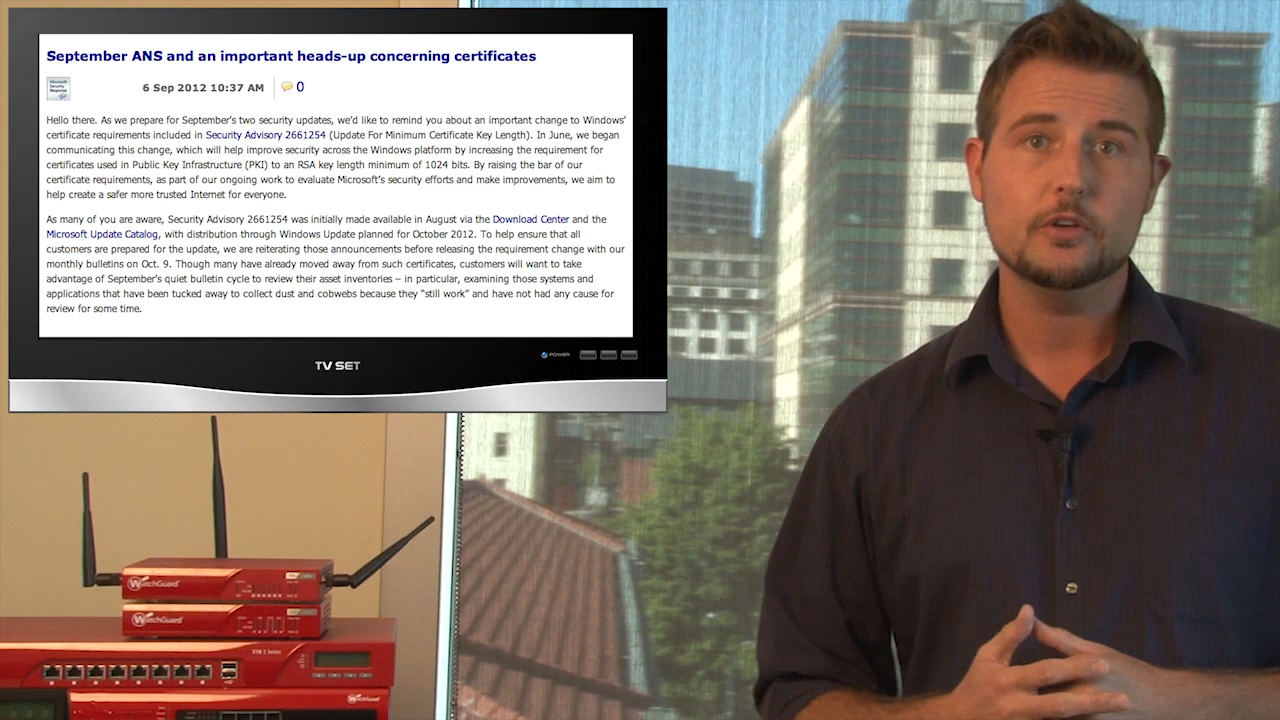 September ANS and an important heads-up concerning certificates
Microsoft
Security
Response
6 Sep 2012 10:37 AM
0
Hello there. As we prepare for September's two security updates, we'd like to remind you about an important change to Windows'
certificate requirements included in Security Advisory 2661254 (Update For Minimum Certificate Key Length). In June, we began
communicating this change, which will help improve security across the Windows platform by increasing the requirement for
certificates used in Public Key Infrastructure (PKI) to an RSA key length minimum of 1024 bits. By raising the bar of our
certificate requirements, as part of our ongoing work to evaluate Microsoft's security efforts and make improvements, we aim to
help create a safer more trusted Internet for everyone.
As many of you are aware, Security Advisory 2661254 was initially made available in August via the Download Center and the
Microsoft Update Catalog, with distribution through Windows Update planned for October 2012. To help ensure that all
customers are prepared for the update, we are reiterating those announcements before releasing the requirement change with our
monthly bulletins on Oct. 9. Though many have already moved away from such certificates, customers will want to take
advantage of September's quiet bulletin cycle to review their asset inventories – in particular, examining those systems and
applications that have been tucked away to collect dust and cobwebs because they "still work" and have not had any cause for
review for some time.
POWER
TV SET
WatchGuard
WatchGuard
XTM 5 Series
WatchGuard